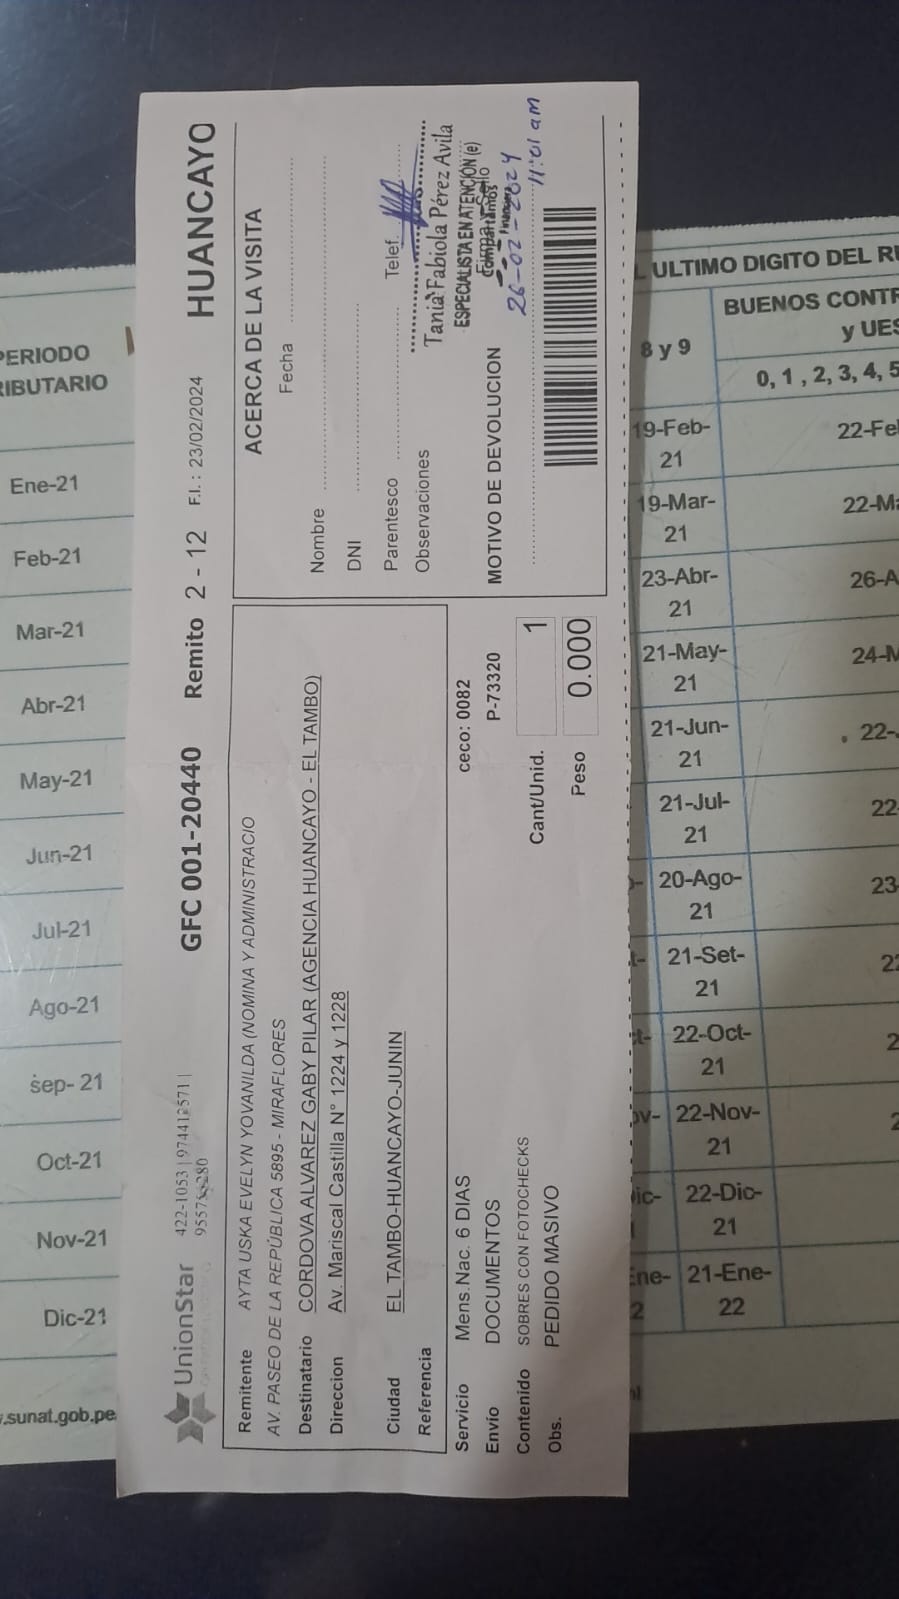 UnionStar
422-1053|974412571|
GFC 001-20440
Remito 2 - 12
F.I.: 23/02/2024
HUANCAYO
Remitente AYTA USKA EVELYN YOVANILDA (NOMINA Y ADMINISTRACIO
AV. PASEO DE LA REPÚBLICA 5895 - MIRAFLORES
Destinatario CORDOVA ALVAREZ GABY PILAR (AGENCIA HUANCAYO - EL TAMBO)
Direccion Av. Mariscal Castilla N° 1224 y 1228
Ciudad EL TAMBO-HUANCAYO-JUNIN
Referencia
Servicio Mens.Nac. 6 DIAS ceco: 0082
Envío DOCUMENTOS P-73320
Contenido SOBRES CON FOTOCHECKS
Cant/Unid. 1
Obs. PEDIDO MASIVO
Peso 0.000
ACERCA DE LA VISITA
Fecha
Nombre
DNI
Parentesco Telef.
Observaciones
Tania Fabiola Pérez Avila
ESPECIALISTA EN ATENCIÓN (e)
Compartamos
Financiera
Firma y Sello
MOTIVO DE DEVOLUCION
26-02-2024
11:01 am
PERIODO
RIBUTARIO
Ene-21
Feb-21
Mar-21
Abr-21
May-21
Jun-21
Jul-21
Ago-21
sep- 21
Oct-21
Nov-21
Dic-21
.sunat.gob.pe
L ULTIMO DIGITO DEL RU
8 y 9
BUENOS CONTR
y UES
0, 1 , 2, 3, 4, 5
19-Feb-
21
22-Fe
19-Mar-
21
22-Ma
23-Abr-
21
26-A
21-May-
21
24-M
21-Jun-
21
22-
21-Jul-
21
22
20-Ago-
21
23
21-Set-
21
22
22-Oct-
21
2
22-Nov-
21
2
22-Dic-
21
21-Ene-
22